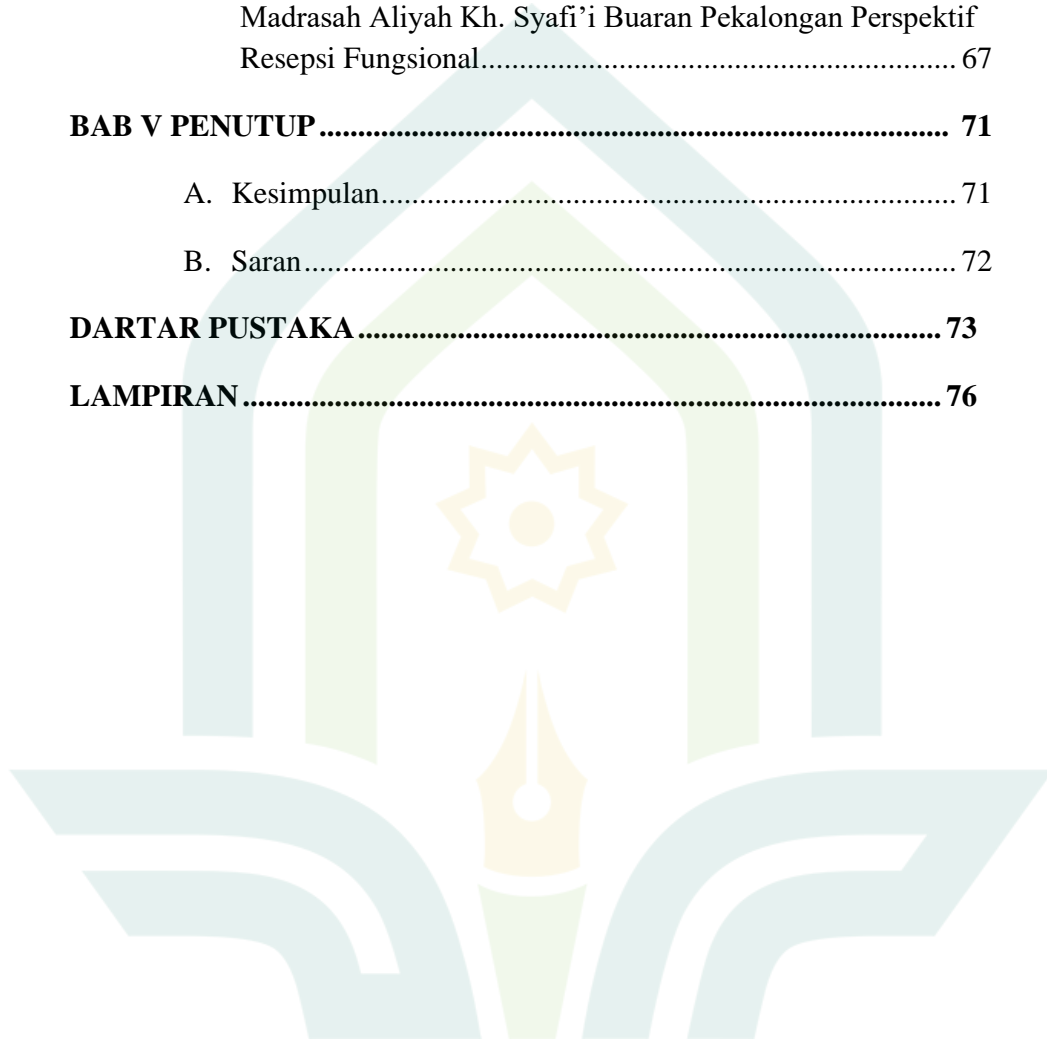 Madrasah Aliyah Kh. Syafi’i Buaran Pekalongan Perspektif
Resepsi Fungsional.............................................................. 67
BAB V PENUTUP.................................................................................. 71
A. Kesimpulan........................................................................... 71
B. Saran..................................................................................... 72
DARTAR PUSTAKA............................................................................ 73
LAMPIRAN........................................................................................... 76